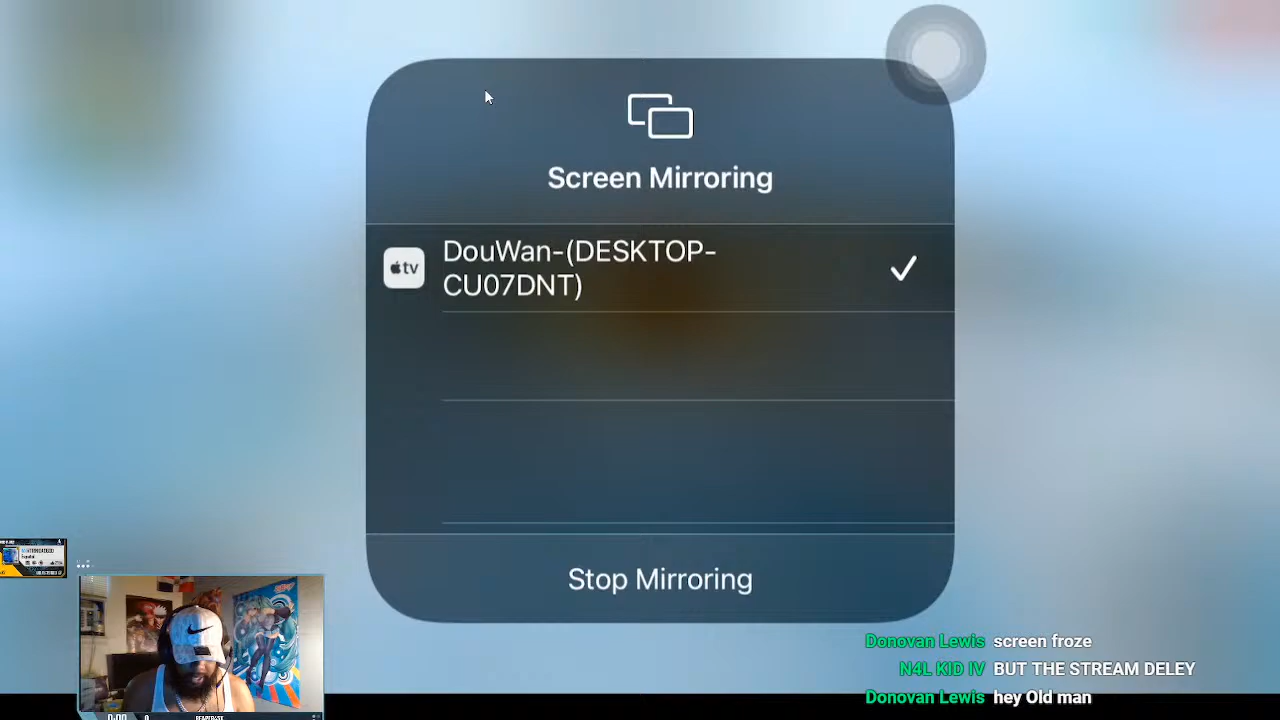 Screen Mirroring
tv
DouWan-(DESKTOP-
CU07DNT)
Stop Mirroring
Donovan Lewis screen froze
N4L KID IV BUT THE STREAM DELEY
Donovan Lewis hey Old man